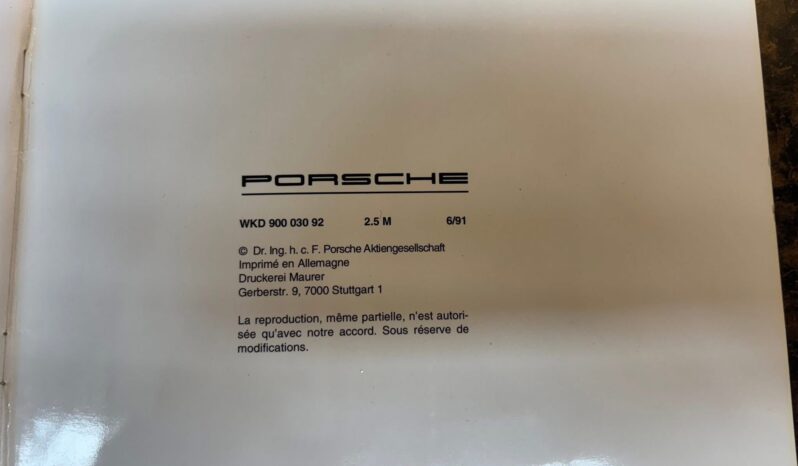 PORSCHE
WKD 900 030 92 2.5 M 6/91
© Dr. Ing. h. c. F. Porsche Aktiengesellschaft
Imprimé en Allemagne
Druckerei Maurer
Gerberstr. 9, 7000 Stuttgart 1
La reproduction, même partielle, n'est autori-
sée qu'avec notre accord. Sous réserve de
modifications.